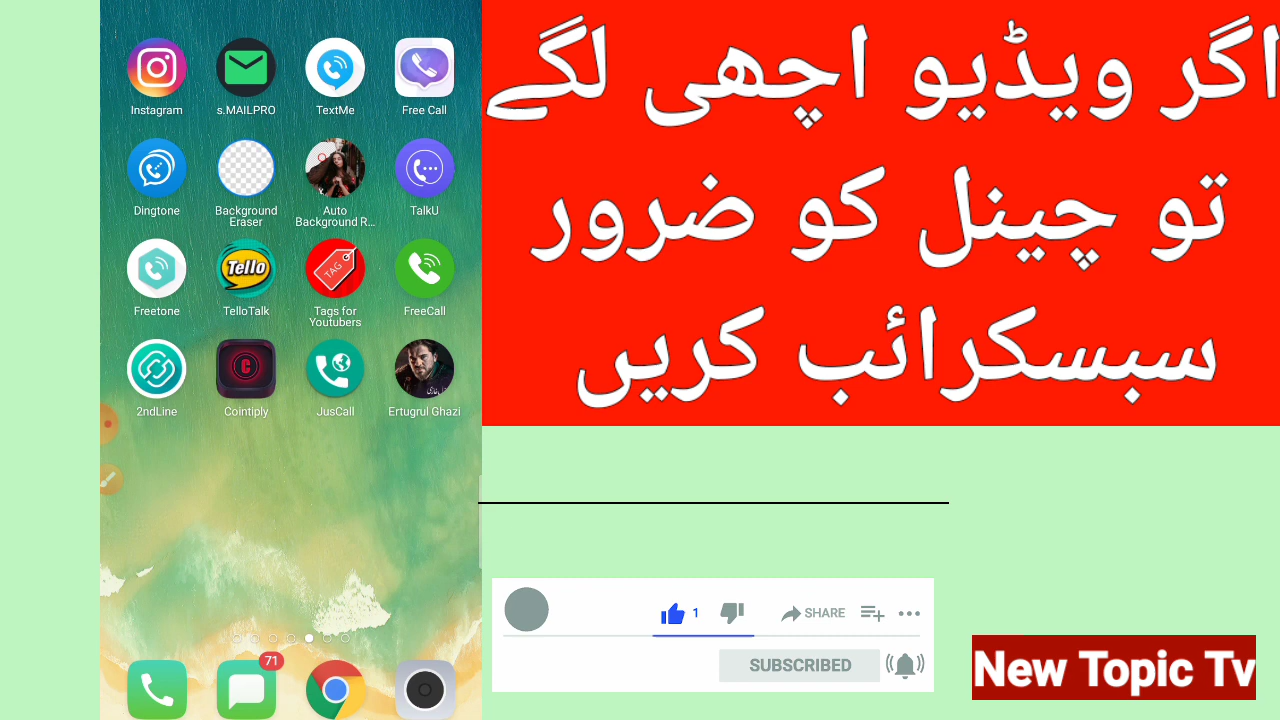 Instagram
s.MAILPRO
TextMe
Free Call
Dingtone
Background
Eraser
Auto
Background R...
TalkU
Freetone
Tello
TelloTalk
TAG
Tags for
Youtubers
FreeCall
2ndLine
C
Cointiply
JusCall
Ertugrul Ghazi
71
اگر ویڈیو اچھی لگے
تو چینل کو ضرور
سبسکرائب کریں
1
SHARE
SUBSCRIBED
New Topic Tv